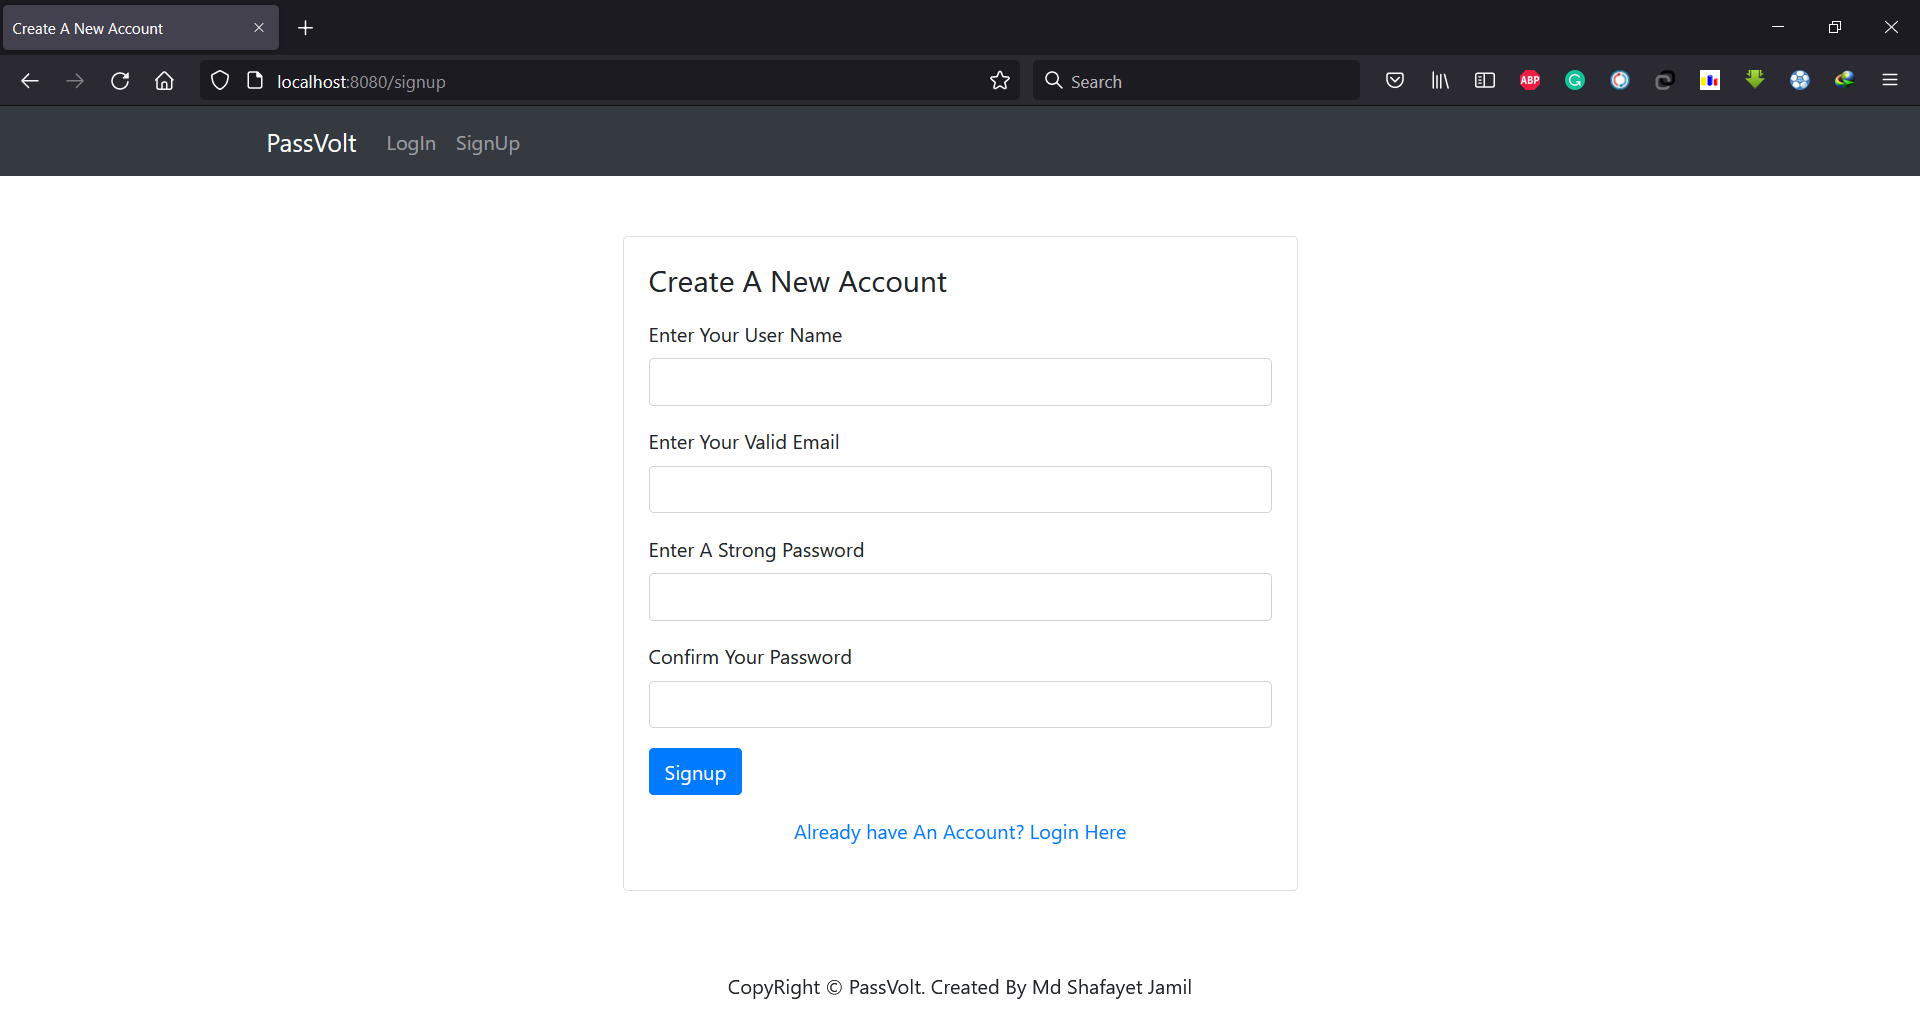 Create A New Account
localhost:8080/signup
Search
ABP
PassVolt LogIn SignUp
Create A New Account
Enter Your User Name
Enter Your Valid Email
Enter A Strong Password
Confirm Your Password
Signup
Already have An Account? Login Here
CopyRight © PassVolt. Created By Md Shafayet Jamil